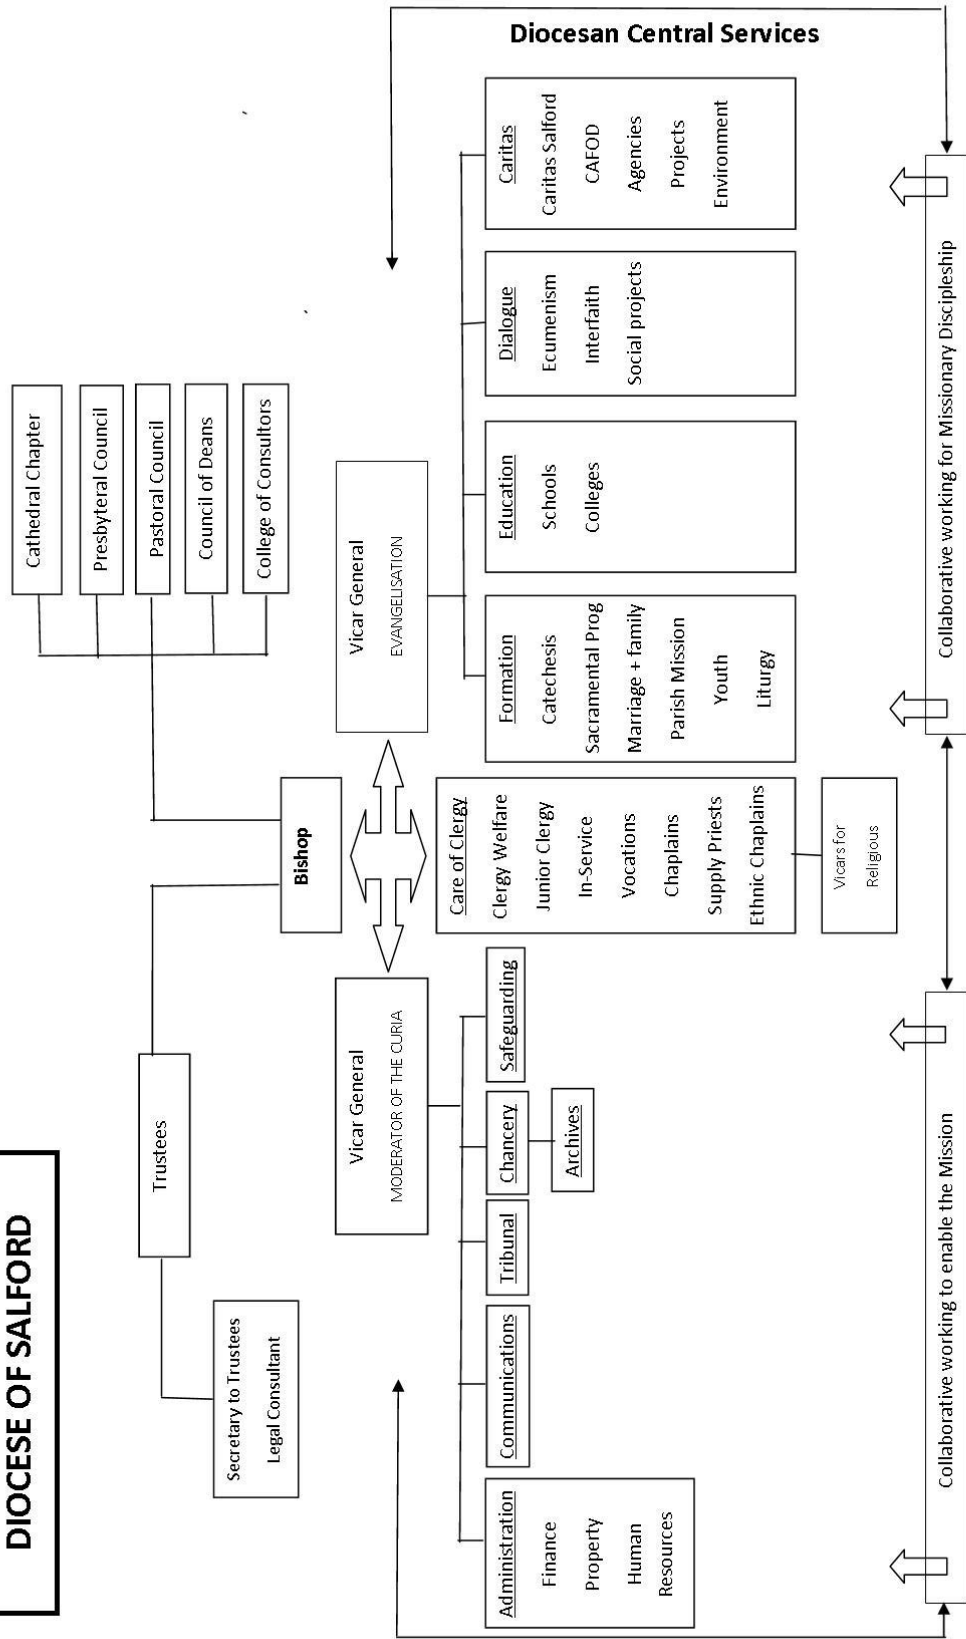 DIOCESE OF SALFORD
Cathedral Chapter
Presbyteral Council
Pastoral Council
Council of Deans
College of Consultors
Trustees
Secretary to Trustees
Legal Consultant
Bishop
Vicar General
MODERATOR OF THE CURIA
Vicar General
EVANGELISATION
Diocesan Central Services
Administration
Finance
Property
Human
Resources
Communications
Tribunal
Chancery
Archives
Safeguarding
Care of Clergy
Clergy Welfare
Junior Clergy
In-Service
Vocations
Chaplains
Supply Priests
Ethnic Chaplains
Vicars for
Religious
Formation
Catechesis
Sacramental Prog
Marriage + family
Parish Mission
Youth
Liturgy
Education
Schools
Colleges
Dialogue
Ecumenism
Interfaith
Social projects
Caritas
Caritas Salford
CAFOD
Agencies
Projects
Environment
Collaborative working to enable the Mission
Collaborative working for Missionary Discipleship